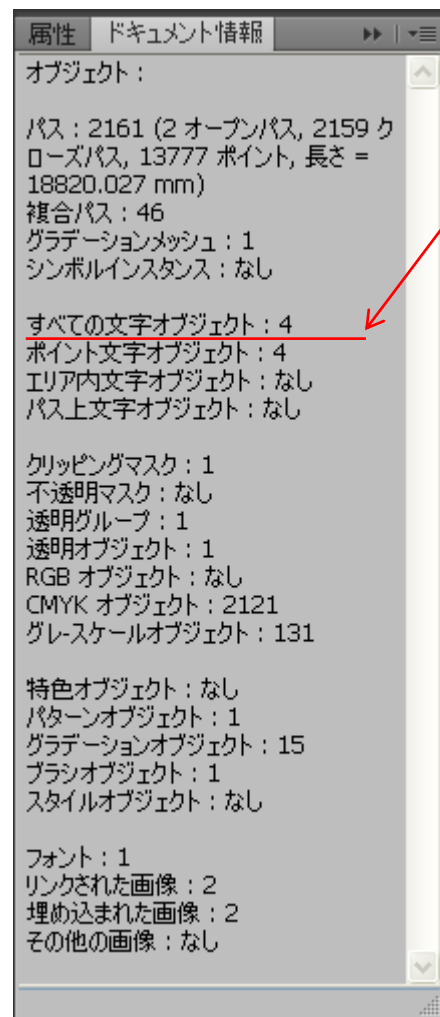 属性 ドキュメント情報
オブジェクト：
パス：2161 (2 オープンパス, 2159 ク
ローズパス, 13777 ポイント, 長さ =
18820.027 mm)
複合パス：46
グラデーションメッシュ：1
シンボルインスタンス：なし
すべての文字オブジェクト：4
ポイント文字オブジェクト：4
エリア内文字オブジェクト：なし
パス上文字オブジェクト：なし
クリッピングマスク：1
不透明マスク：なし
透明グループ：1
透明オブジェクト：1
RGB オブジェクト：なし
CMYK オブジェクト：2121
グレースケールオブジェクト：131
特色オブジェクト：なし
パターンオブジェクト：1
グラデーションオブジェクト：15
ブラシオブジェクト：1
スタイルオブジェクト：なし
フォント：1
リンクされた画像：2
埋め込まれた画像：2
その他の画像：なし